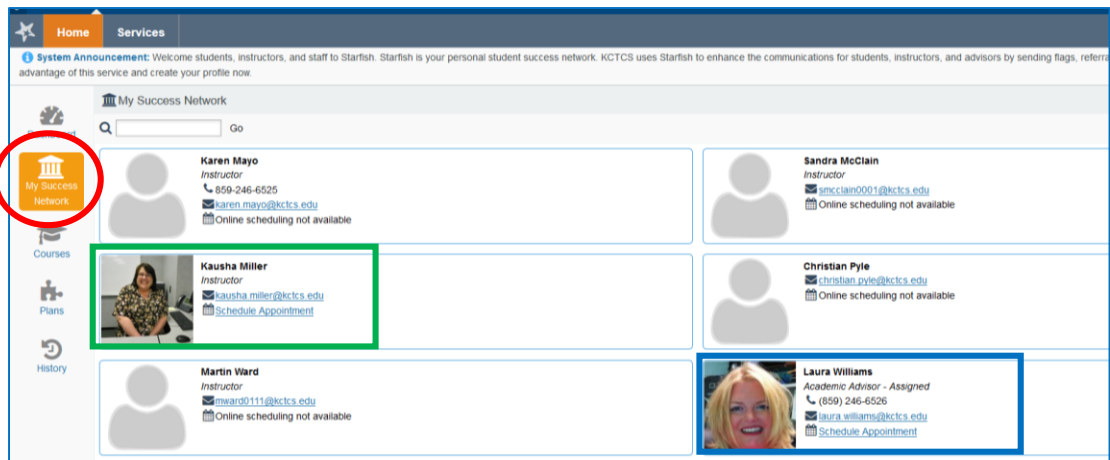 Home Services
System Announcement: Welcome students, instructors, and staff to Starfish. Starfish is your personal student success network. KCTCS uses Starfish to enhance the communications for students, instructors, and advisors by sending flags, referra
advantage of this service and create your profile now.
My Success Network
Go
My Success
Network
Courses
Plans
History
Karen Mayo
Instructor
859-246-6525
karen.mayo@kctcs.edu
Online scheduling not available
Sandra McClain
Instructor
smcclain0001@kctcs.edu
Online scheduling not available
Kausha Miller
Instructor
kausha.miller@kctcs.edu
Schedule Appointment
Christian Pyle
Instructor
christian.pyle@kctcs.edu
Online scheduling not available
Martin Ward
Instructor
mward0111@kctcs.edu
Online scheduling not available
Laura Williams
Academic Advisor - Assigned
(859) 246-6526
laura.williams@kctcs.edu
Schedule Appointment